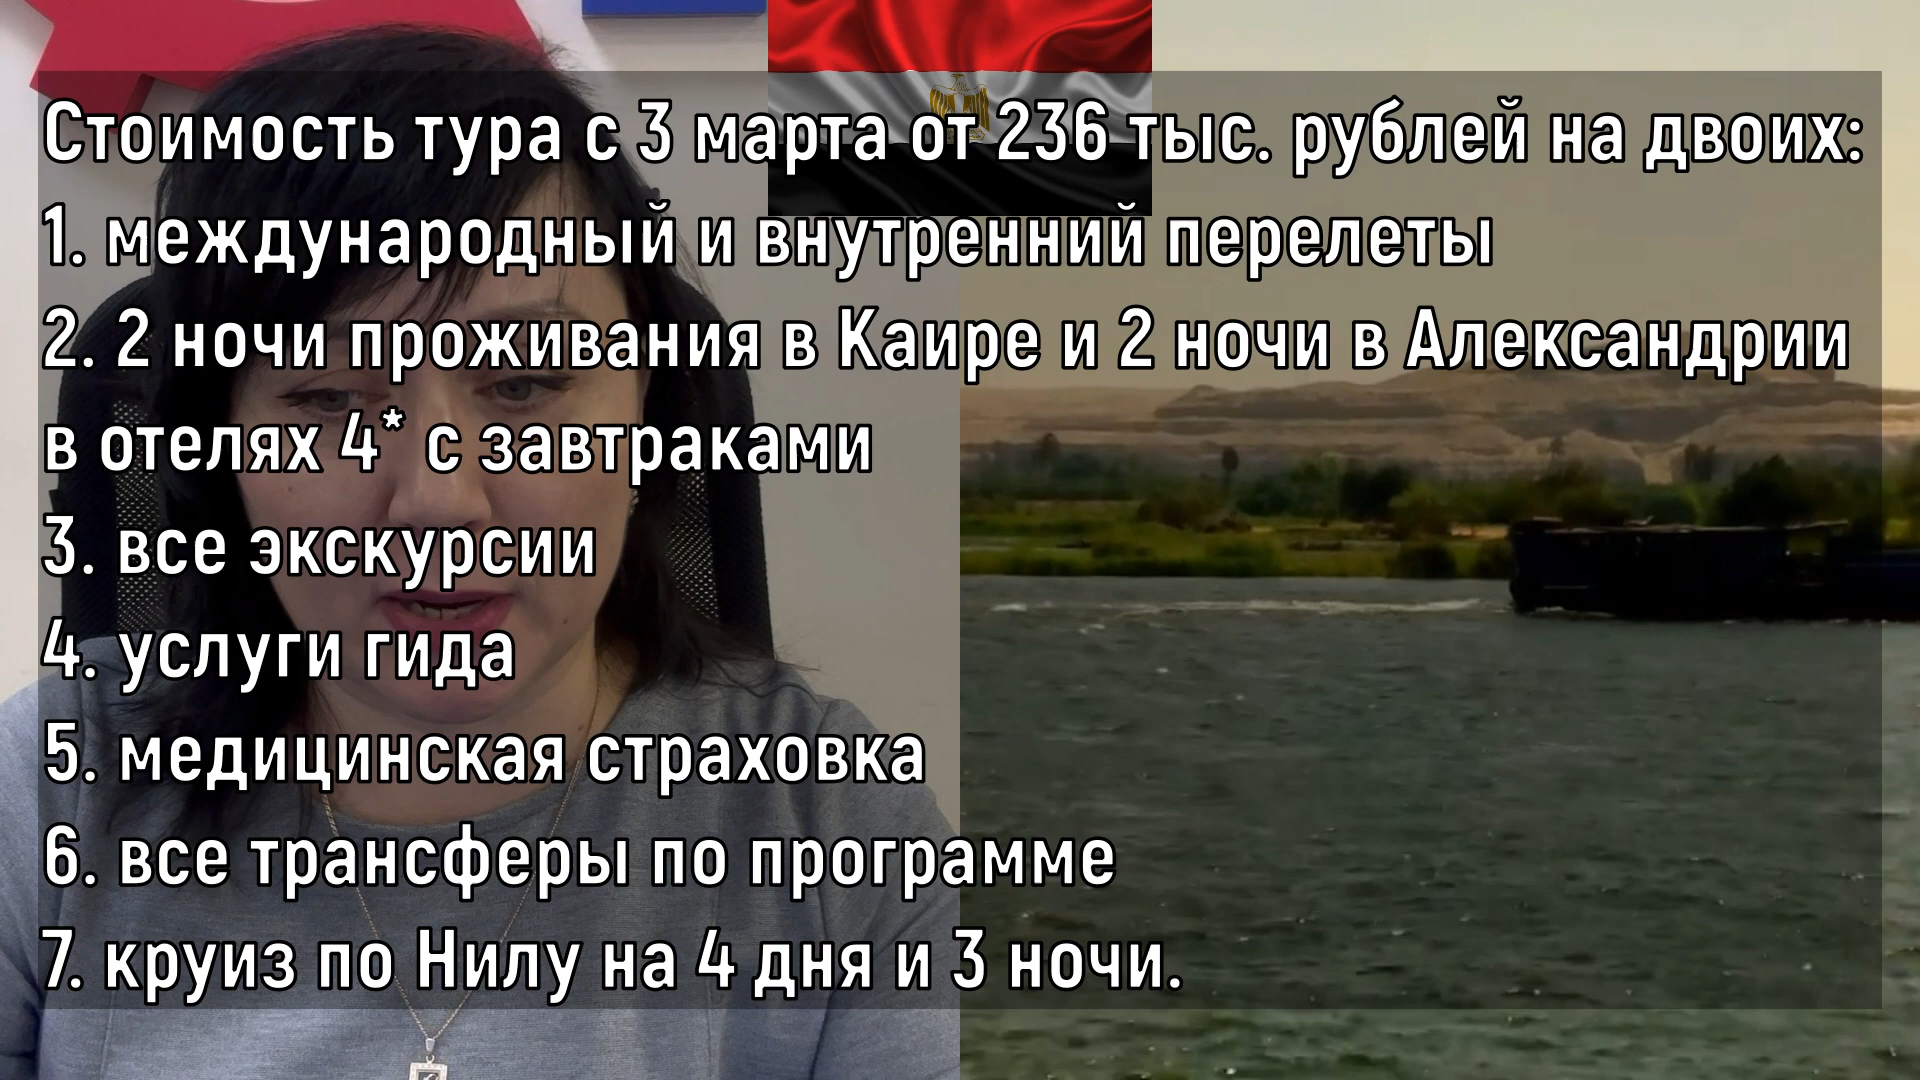 Стоимость тура с 3 марта от 236 тыс. рублей на двоих:
1. международный и внутренний перелеты
2. 2 ночи проживания в Каире и 2 ночи в Александрии
в отелях 4* с завтраками
3. все экскурсии
4. услуги гида
5. медицинская страховка
6. все трансферы по программе
7. круиз по Нилу на 4 дня и 3 ночи.